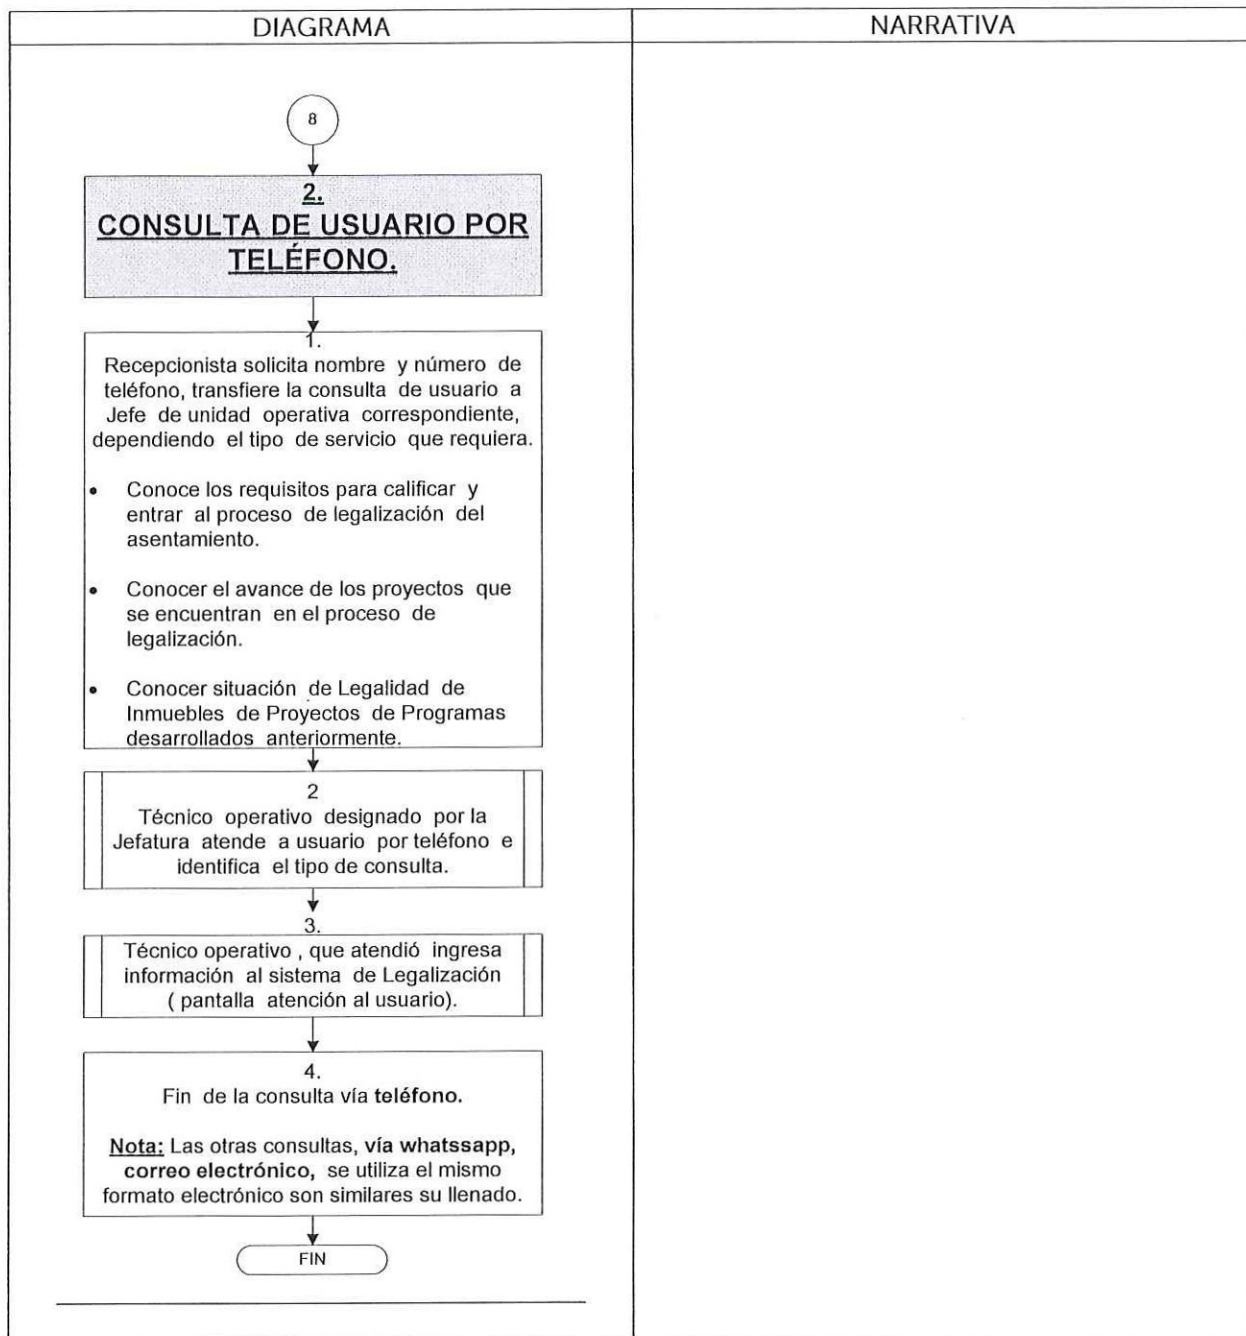 DIAGRAMA
NARRATIVA
8
2.
CONSULTA DE USUARIO POR
TELÉFONO.
1.
Recepcionista solicita nombre y número de
teléfono, transfiere la consulta de usuario a
Jefe de unidad operativa correspondiente,
dependiendo el tipo de servicio que requiera.
• Conoce los requisitos para calificar y
entrar al proceso de legalización del
asentamiento.
• Conocer el avance de los proyectos que
se encuentran en el proceso de
legalización.
• Conocer situación de Legalidad de
Inmuebles de Proyectos de Programas
desarrollados anteriormente.
2
Técnico operativo designado por la
Jefatura atende a usuario por teléfono e
identifica el tipo de consulta.
3.
Técnico operativo , que atendió ingresa
información al sistema de Legalización
( pantalla atención al usuario).
4.
Fin de la consulta vía teléfono.
Nota: Las otras consultas, vía whatssapp,
correo electrónico, se utiliza el mismo
formato electrónico son similares su llenado.
FIN